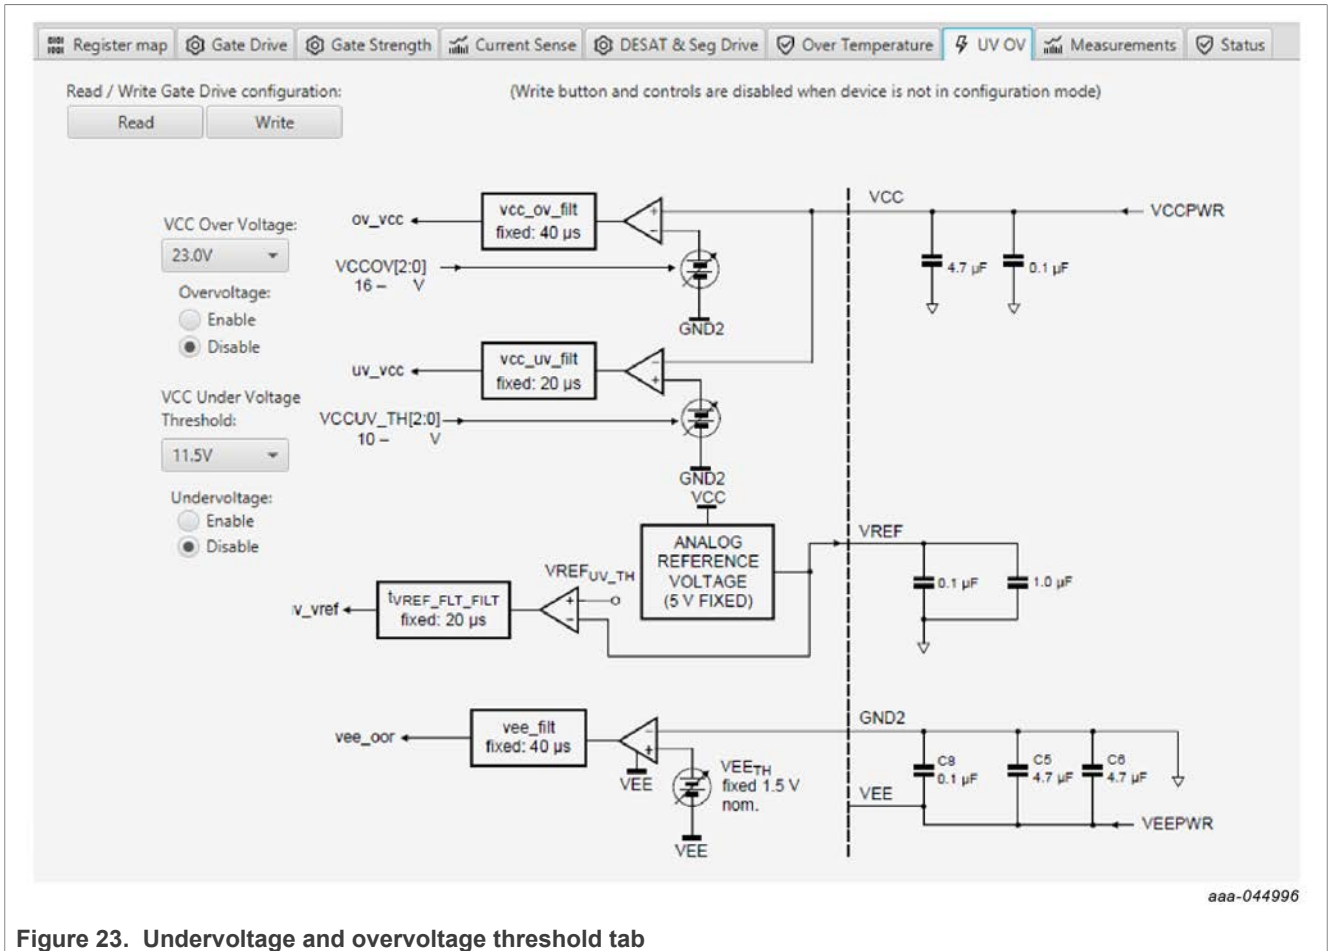 Register map
Gate Drive
Gate Strength
Current Sense
DESAT & Seg Drive
Over Temperature
UV OV
Measurements
Status
Read / Write Gate Drive configuration:
(Write button and controls are disabled when device is not in configuration mode)
Read
Write
VCC Over Voltage:
23.0V
Overvoltage:
Enable
Disable
VCC Under Voltage
Threshold:
11.5V
Undervoltage:
Enable
Disable
ov_vcc
vcc_ov_filt
fixed: 40 µs
+
−
VCCOV[2:0]
16 – V
GND2
VCC
VCCPWR
4.7 µF
0.1 µF
uv_vcc
vcc_uv_filt
fixed: 20 µs
−
+
VCCUV_TH[2:0]
10 – V
GND2
VCC
ANALOG
REFERENCE
VOLTAGE
(5 V FIXED)
VREF
0.1 µF
1.0 µF
VREFUV_TH
v_vref
tVREF_FLT_FILT
fixed: 20 µs
+
−
vee_oor
vee_filt
fixed: 40 µs
−
+
VEE
VEETH
fixed 1.5 V
nom.
VEE
GND2
C8
0.1 µF
C5
4.7 µF
C6
4.7 µF
VEE
VEEPWR
aaa-044996
Figure 23. Undervoltage and overvoltage threshold tab